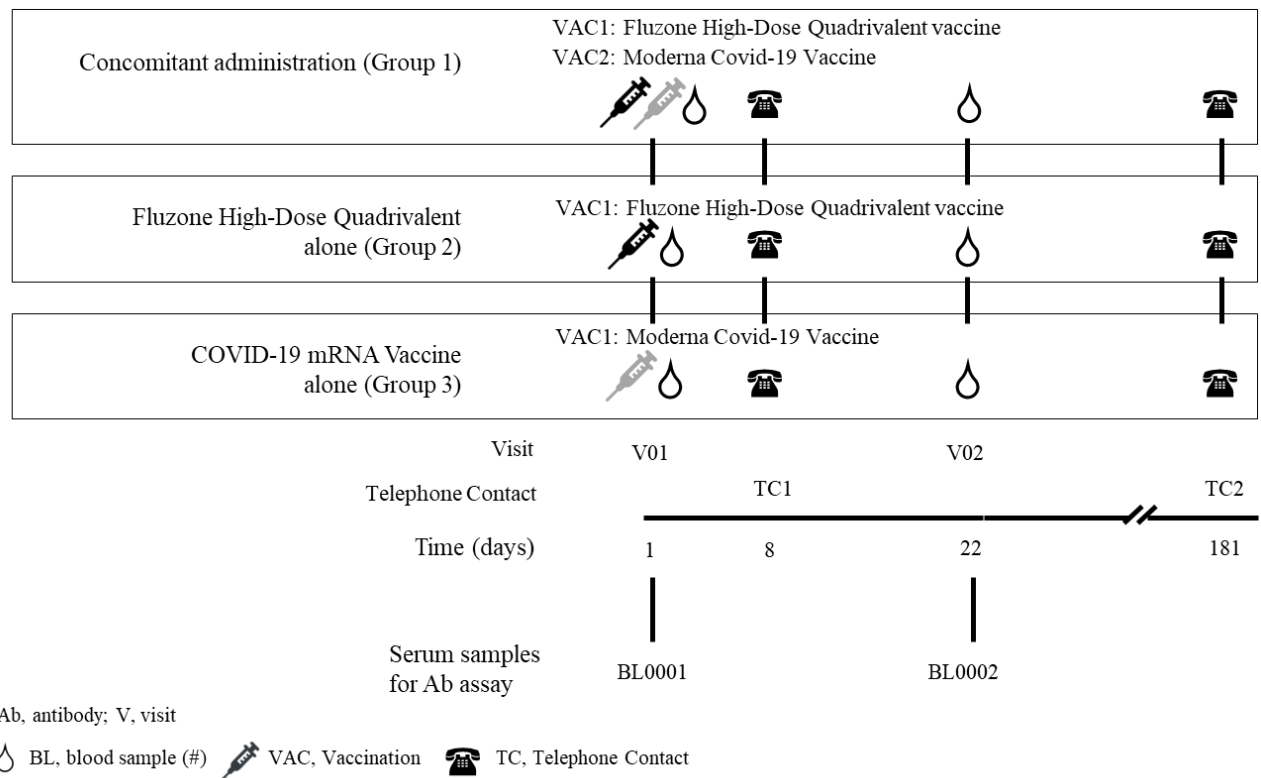 VAC1: Fluzone High-Dose Quadrivalent vaccine
Concomitant administration (Group 1)
VAC2: Moderna Covid-19 Vaccine
Fluzone High-Dose Quadrivalent
alone (Group 2)
VAC1: Fluzone High-Dose Quadrivalent vaccine
COVID-19 mRNA Vaccine
alone (Group 3)
VAC1: Moderna Covid-19 Vaccine
Visit V01 V02
Telephone Contact TC1 TC2
Time (days) 1 8 22 181
Serum samples
for Ab assay
BL0001 BL0002
Ab, antibody; V, visit
BL, blood sample (#) VAC, Vaccination TC, Telephone Contact